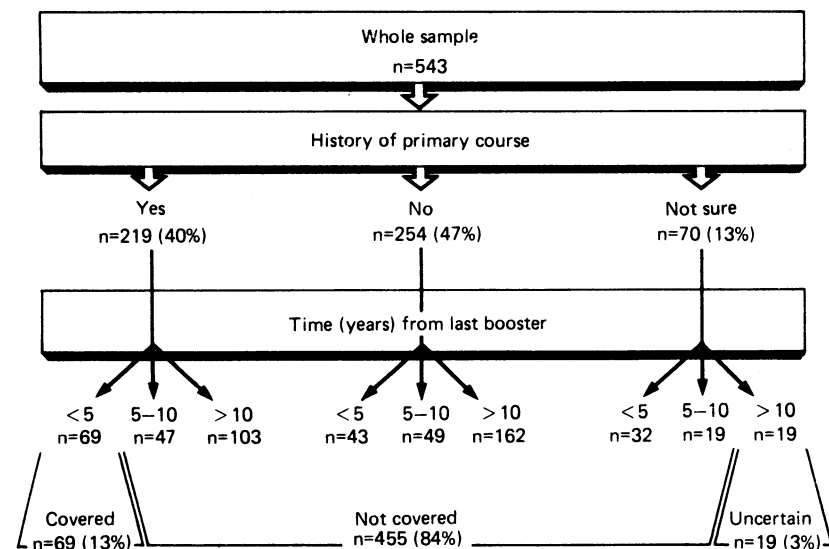 Whole sample
n=543
History of primary course
Yes No Not sure
n=219 (40%) n=254 (47%) n=70 (13%)
Time (years) from last booster
<5 5–10 >10 <5 5–10 >10 <5 5–10 >10
n=69 n=47 n=103 n=43 n=49 n=162 n=32 n=19 n=19
Covered Not covered Uncertain
n=69 (13%) n=455 (84%) n=19 (3%)